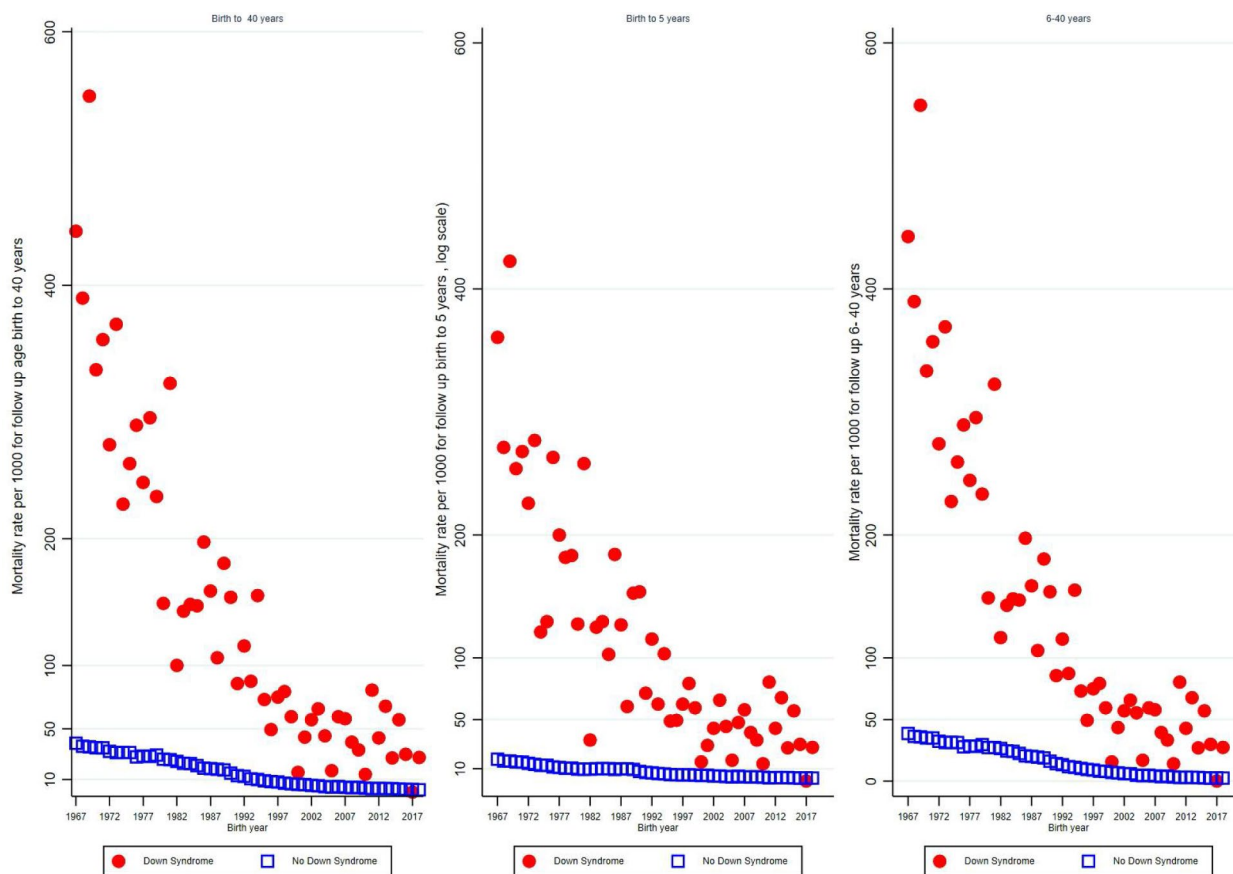 Birth to 40 years
Mortality rate per 1000 for follow up age birth to 40 years
600
400
200
100
50
10
1967 1972 1977 1982 1987 1992 1997 2002 2007 2012 2017
Birth year
Down Syndrome No Down Syndrome
Birth to 5 years
Mortality rate per 1000 for follow up birth to 5 years , log scale)
600
400
200
100
50
10
1967 1972 1977 1982 1987 1992 1997 2002 2007 2012 2017
Birth year
Down Syndrome No Down Syndrome
6-40 years
Mortality rate per 1000 for follow up 6- 40 years
600
400
200
100
50
0
1967 1972 1977 1982 1987 1992 1997 2002 2007 2012 2017
Birth year
Down Syndrome No Down Syndrome